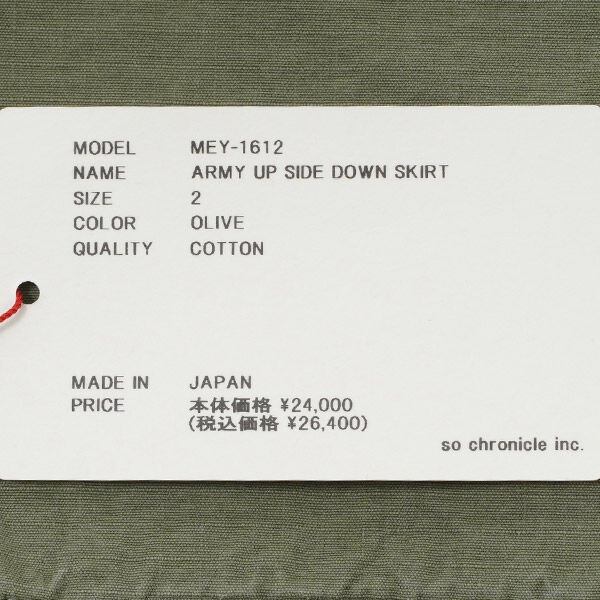 MODEL MEY-1612
NAME ARMY UP SIDE DOWN SKIRT
SIZE 2
COLOR OLIVE
QUALITY COTTON
MADE IN JAPAN
PRICE 本体価格 ¥24,000
(税込価格 ¥26,400)
so chronicle inc.